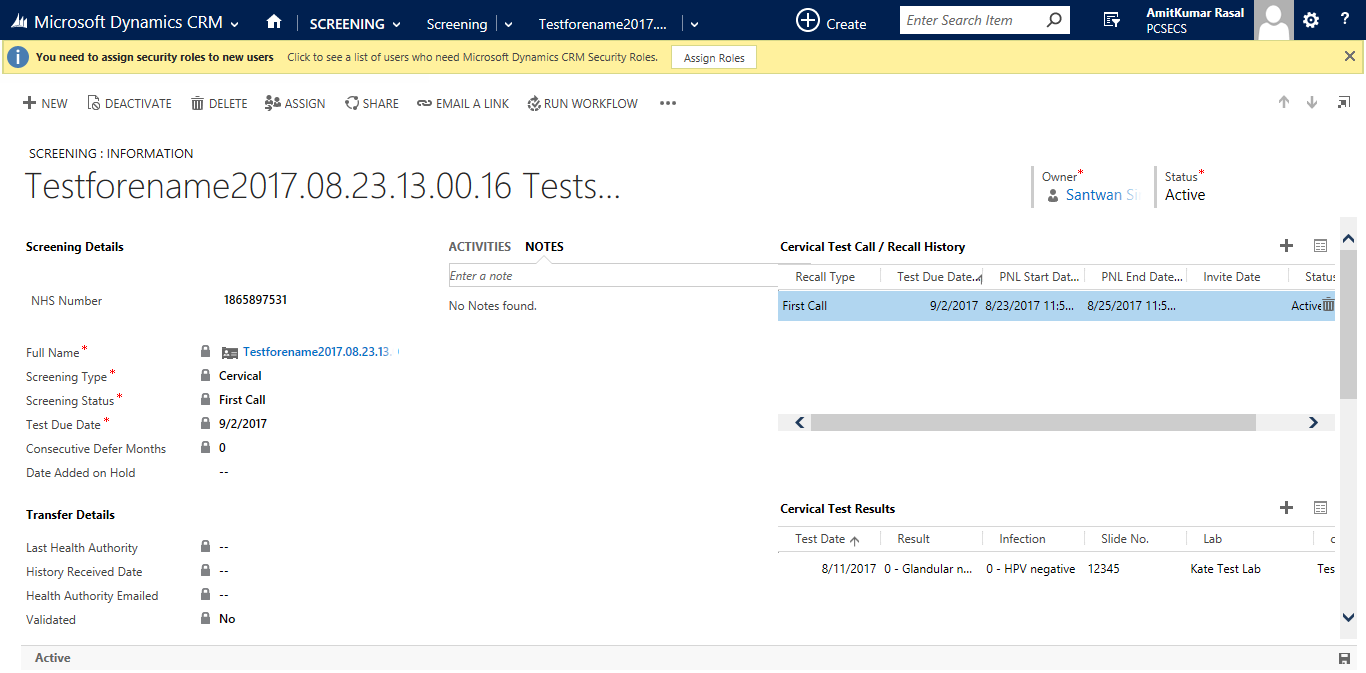 Microsoft Dynamics CRM
SCREENING
Screening
Testforename2017....
Create
Enter Search Item
AmitKumar Rasal
PCSECS
?
You need to assign security roles to new users Click to see a list of users who need Microsoft Dynamics CRM Security Roles. Assign Roles
NEW DEACTIVATE DELETE ASSIGN SHARE EMAIL A LINK RUN WORKFLOW •••
SCREENING : INFORMATION
Testforename2017.08.23.13.00.16 Tests...
Owner*
Santwan
Status*
Active
Screening Details
NHS Number 1865897531
Full Name* Testforename2017.08.23.13.
Screening Type* Cervical
Screening Status* First Call
Test Due Date* 9/2/2017
Consecutive Defer Months 0
Date Added on Hold --
Transfer Details
Last Health Authority --
History Received Date --
Health Authority Emailed --
Validated No
ACTIVITIES NOTES
Enter a note
No Notes found.
Cervical Test Call / Recall History
Recall Type Test Due Date... PNL Start Dat... PNL End Date... Invite Date Status
First Call 9/2/2017 8/23/2017 11:5... 8/25/2017 11:5... Active
Cervical Test Results
Test Date Result Infection Slide No. Lab
8/11/2017 0 - Glandular n... 0 - HPV negative 12345 Kate Test Lab Tes
Active